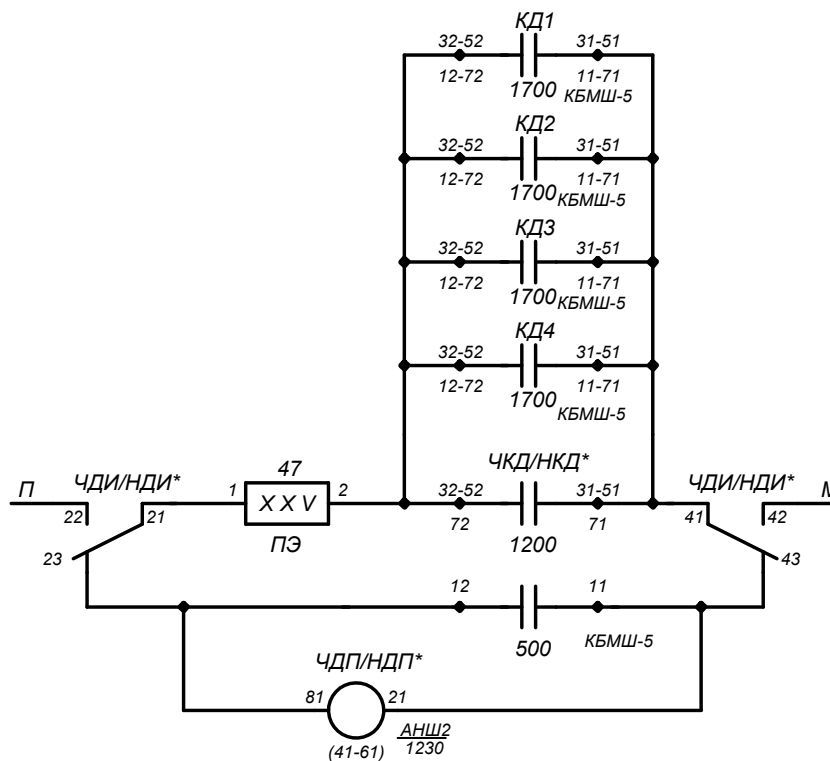 КД1
32-52 31-51
12-72 11-71
1700 КБМШ-5
КД2
32-52 31-51
12-72 11-71
1700 КБМШ-5
КД3
32-52 31-51
12-72 11-71
1700 КБМШ-5
КД4
32-52 31-51
12-72 11-71
1700 КБМШ-5
47 ЧКД/НКД*
П ЧДИ/НДИ* 1 X X V 2 32-52 31-51 ЧДИ/НДИ* М
22 21 72 71 41 42
23 ПЭ 1200 43
12 11
500 КБМШ-5
ЧДП/НДП*
81 21
(41-61) АНШ2
1230